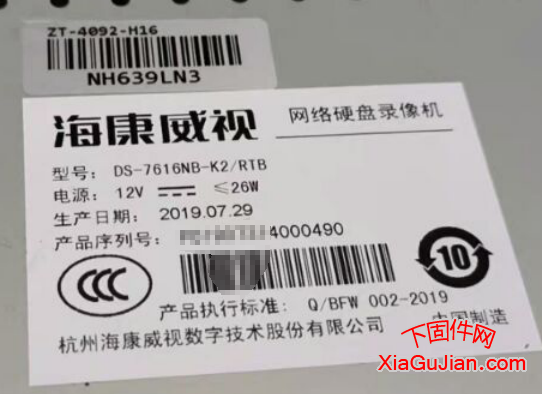 ZT-4092-H16
NH639LN3
海康威视 网络硬盘录像机
型号: DS-7616NB-K2/RTB
电源: 12V ≤26W
生产日期: 2019.07.29
产品序列号: 4000490
CCC
10
产品执行标准: Q/BFW 002-2019
杭州海康威视数字技术股份有限公司
中国制造
下固件网
XiaGuJian.com